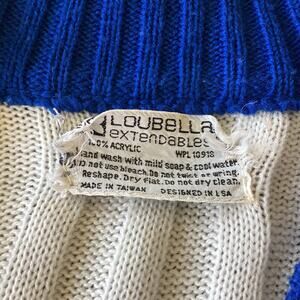 LOUBELLA
extendables
100% ACRYLIC WPL 10918
Hand wash with mild soap & cool water.
Do not use bleach. Do not twist or wring.
Reshape. Dry flat. Do not dry clean.
MADE IN TAIWAN DESIGNED IN USA